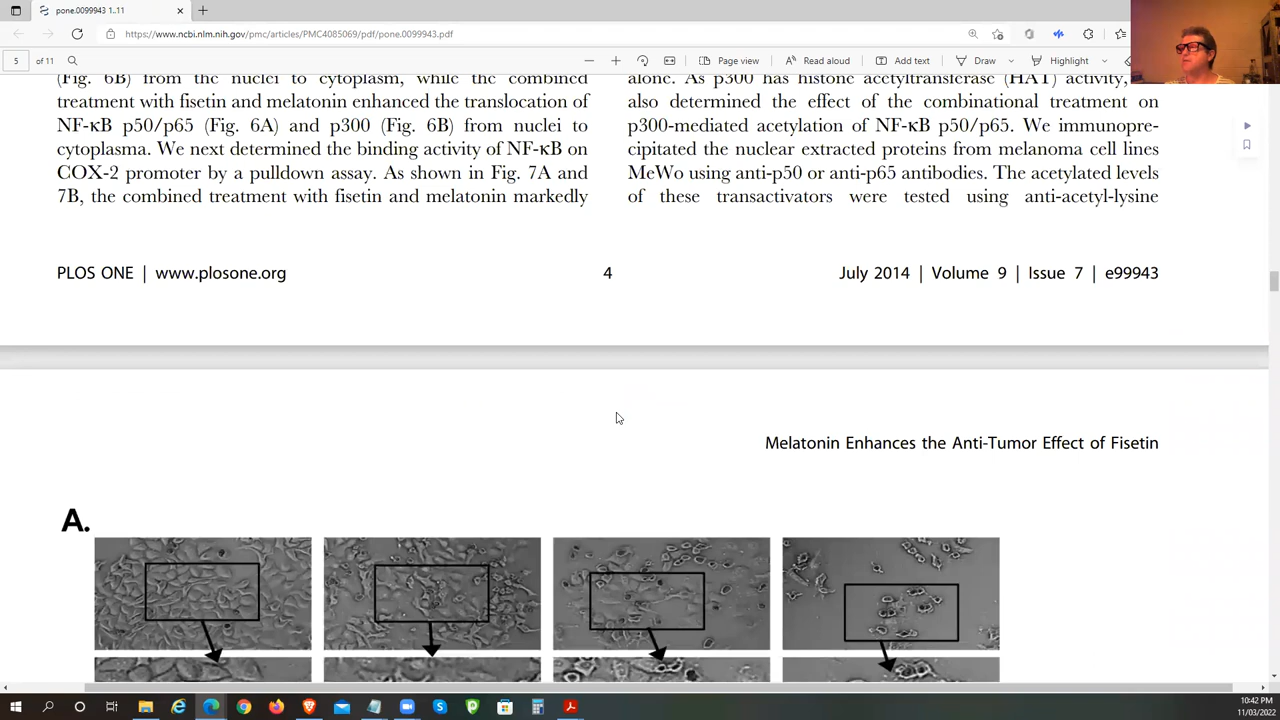 pone.0099943 1..11
https://www.ncbi.nlm.nih.gov/pmc/articles/PMC4085069/pdf/pone.0099943.pdf
5 of 11
Page view
Read aloud
Add text
Draw
Highlight
(Fig. 6B) from the nuclei to cytoplasm, while the combined
treatment with fisetin and melatonin enhanced the translocation of
NF-κB p50/p65 (Fig. 6A) and p300 (Fig. 6B) from nuclei to
cytoplasma. We next determined the binding activity of NF-κB on
COX-2 promoter by a pulldown assay. As shown in Fig. 7A and
7B, the combined treatment with fisetin and melatonin markedly
alone. As p300 has histone acetyltransferase (HAT) activity,
also determined the effect of the combinational treatment on
p300-mediated acetylation of NF-κB p50/p65. We immunopre-
cipitated the nuclear extracted proteins from melanoma cell lines
MeWo using anti-p50 or anti-p65 antibodies. The acetylated levels
of these transactivators were tested using anti-acetyl-lysine
PLOS ONE | www.plosone.org
4
July 2014 | Volume 9 | Issue 7 | e99943
Melatonin Enhances the Anti-Tumor Effect of Fisetin
A.
10:42 PM
11/03/2022